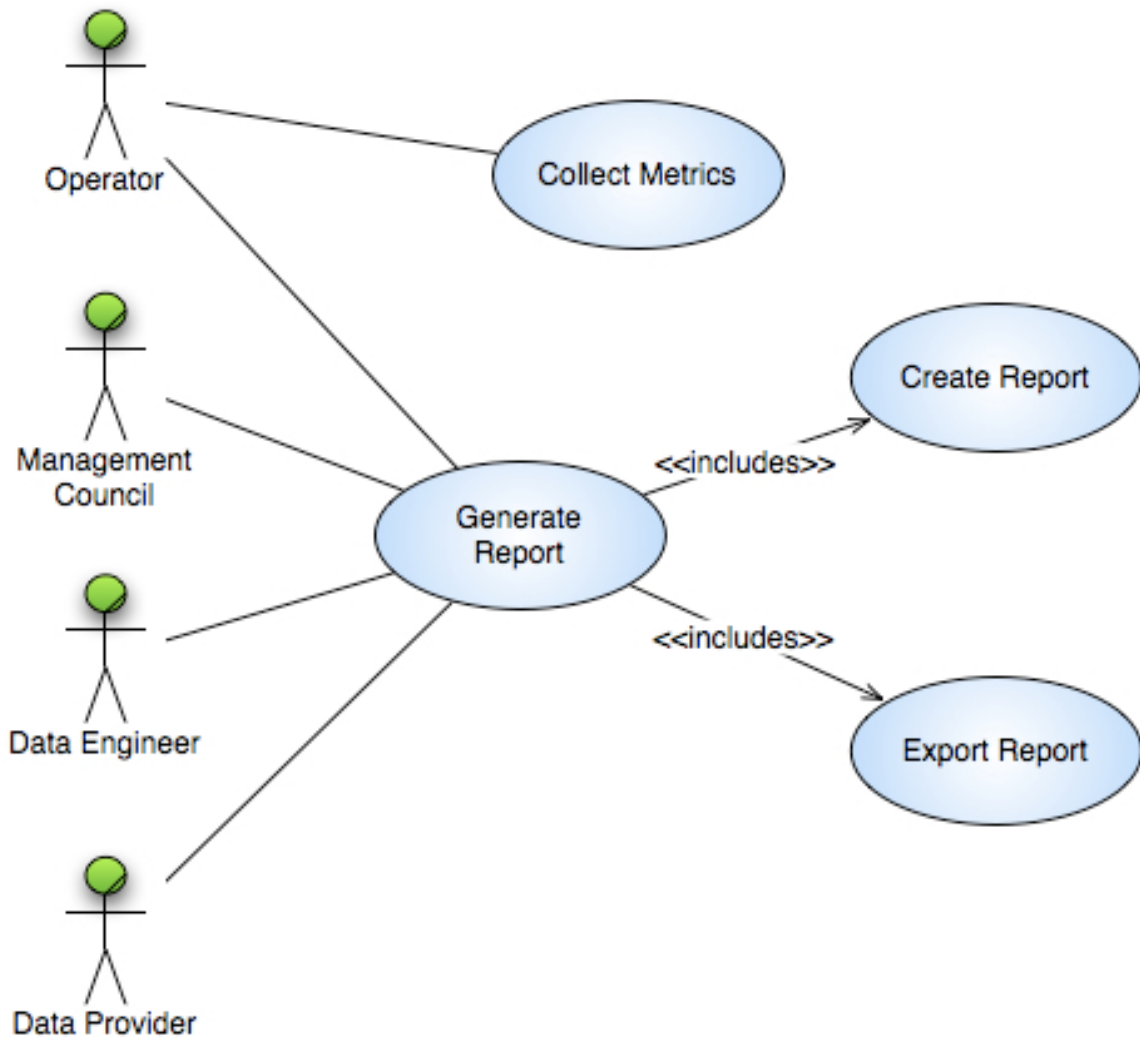 Operator
Collect Metrics
Management
Council
Create Report
<<includes>>
Generate
Report
<<includes>>
Data Engineer
Export Report
Data Provider